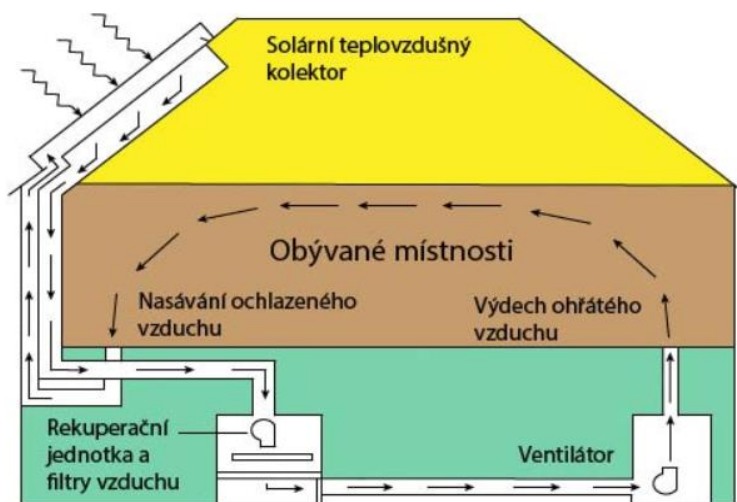 Solární teplovzdušný
kolektor
Obývané místnosti
Nasávání ochlazeného
vzduchu
Výdech ohřátého
vzduchu
Rekuperační
jednotka a
filtry vzduchu
Ventilátor